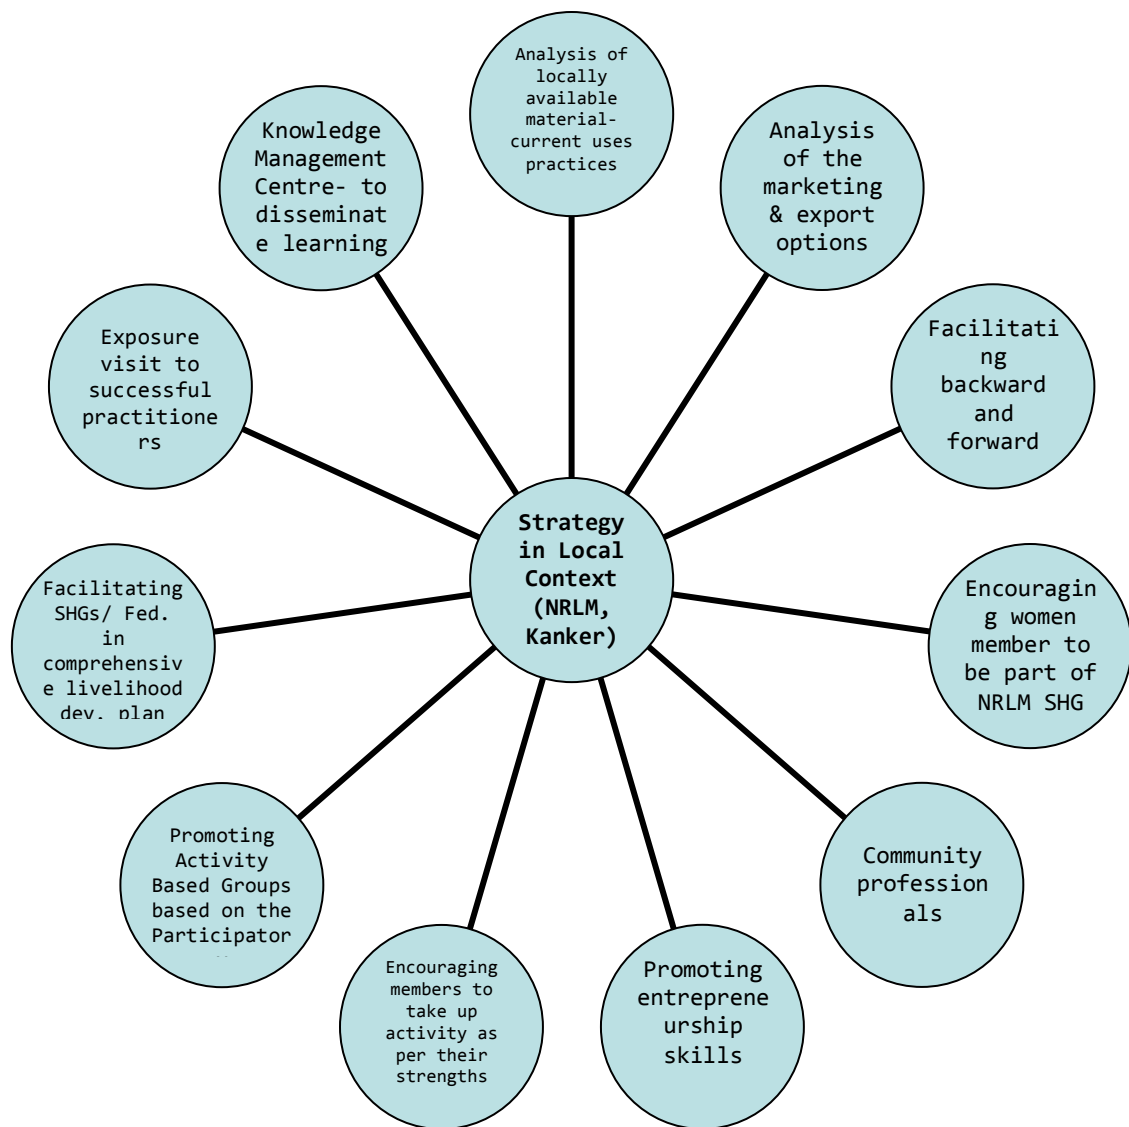 Analysis of
locally
available
material-
current uses
practices
Analysis
of the
marketing
& export
options
Facilitati
ng
backward
and
forward
Encouragin
g women
member to
be part of
NRLM SHG
Community
profession
als
Promoting
entreprene
urship
skills
Encouraging
members to
take up
activity as
per their
strengths
Promoting
Activity
Based Groups
based on the
Participator
Facilitating
SHGs/ Fed.
in
comprehensiv
e livelihood
dev. plan
Exposure
visit to
successful
practitione
rs
Knowledge
Management
Centre- to
disseminat
e learning
Strategy
in Local
Context
(NRLM,
Kanker)